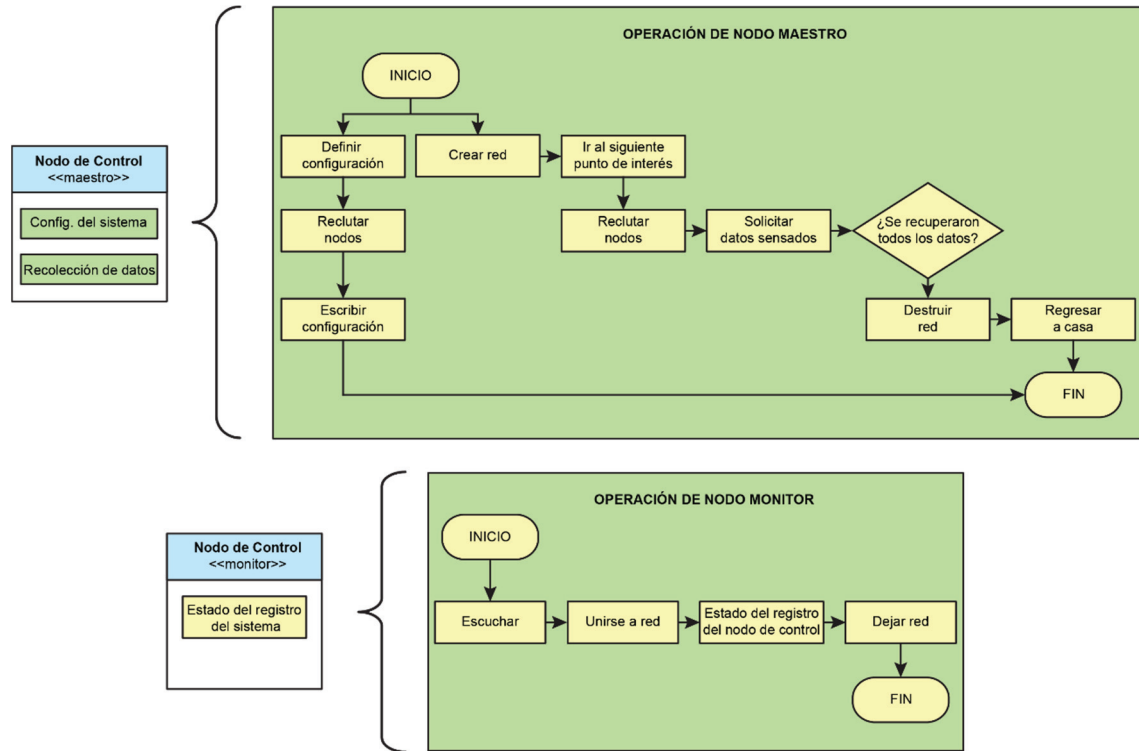 OPERACIÓN DE NODO MAESTRO
INICIO
Definir
configuración
Crear red
Ir al siguiente
punto de interés
Nodo de Control
<<maestro>>
Config. del sistema
Recolección de datos
Reclutar
nodos
Reclutar
nodos
Solicitar
datos sensados
¿Se recuperaron
todos los datos?
Escribir
configuración
Destruir
red
Regresar
a casa
FIN
OPERACIÓN DE NODO MONITOR
INICIO
Nodo de Control
<<monitor>>
Estado del registro
del sistema
Escuchar
Unirse a red
Estado del registro
del nodo de control
Dejar red
FIN